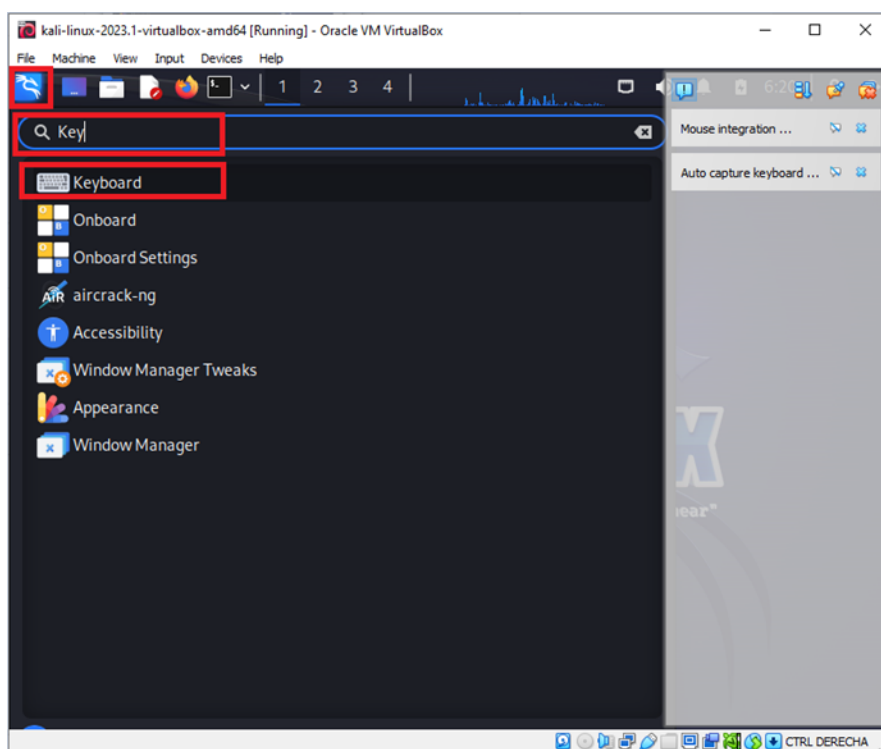 kali-linux-2023.1-virtualbox-amd64 [Running] - Oracle VM VirtualBox
File Machine View Input Devices Help
1 2 3 4
Key
Mouse integration ...
Keyboard
Auto capture keyboard ...
Onboard
Onboard Settings
AIR aircrack-ng
Accessibility
Window Manager Tweaks
Appearance
Window Manager
CTRL DERECHA